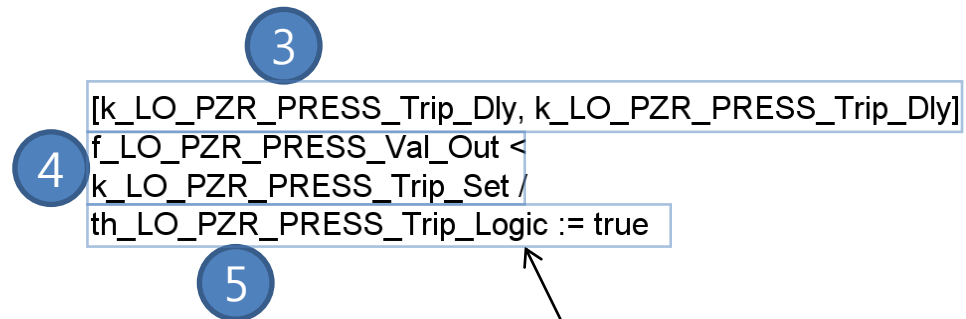 3
[k_LO_PZR_PRESS_Trip_Dly, k_LO_PZR_PRESS_Trip_Dly]
4
f_LO_PZR_PRESS_Val_Out <
k_LO_PZR_PRESS_Trip_Set /
th_LO_PZR_PRESS_Trip_Logic := true
5